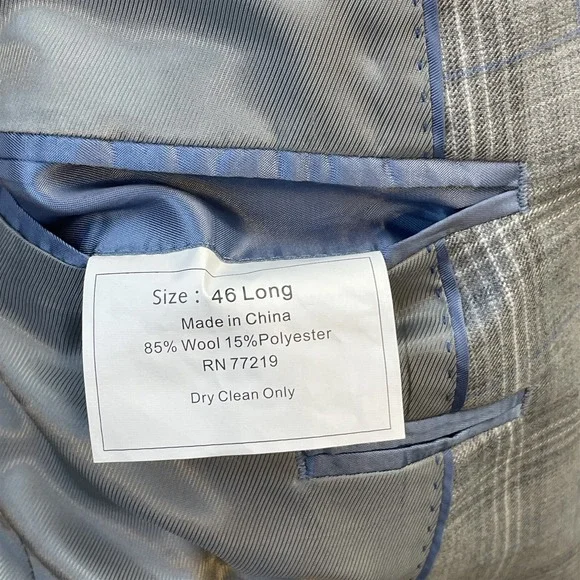 Size : 46 Long
Made in China
85% Wool 15%Polyester
RN 77219
Dry Clean Only